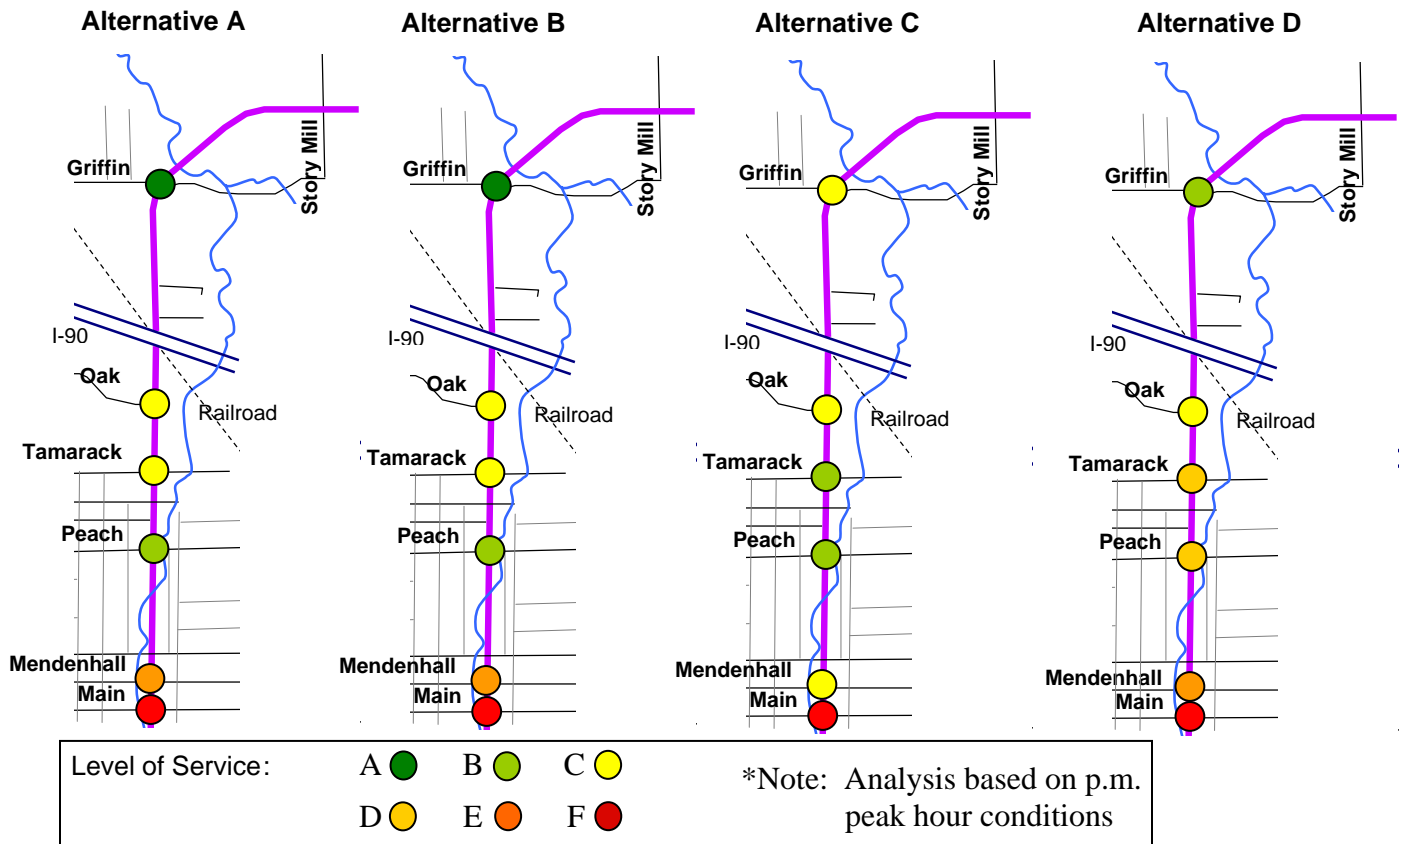 Alternative A
Alternative B
Alternative C
Alternative D
Griffin
Story Mill
I-90
Oak
Railroad
Tamarack
Peach
Mendenhall
Main
Griffin
Story Mill
I-90
Oak
Railroad
Tamarack
Peach
Mendenhall
Main
Griffin
Story Mill
I-90
Oak
Railroad
Tamarack
Peach
Mendenhall
Main
Griffin
Story Mill
I-90
Oak
Railroad
Tamarack
Peach
Mendenhall
Main
Level of Service:
A B C
D E F
*Note: Analysis based on p.m.
peak hour conditions